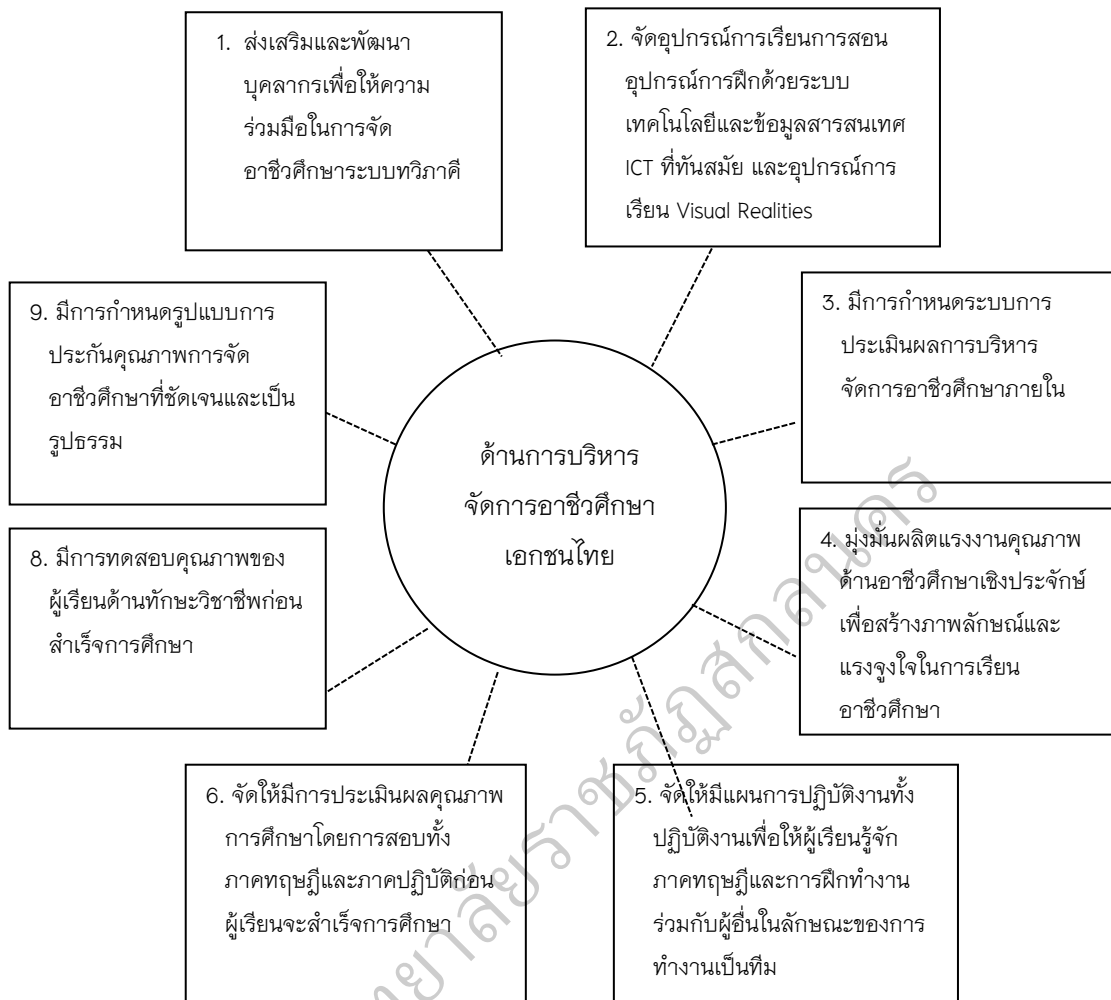 1. ส่งเสริมและพัฒนา
บุคลากรเพื่อให้ความ
ร่วมมือในการจัด
อาชีวศึกษาระบบทวิภาคี
2. จัดอุปกรณ์การเรียนการสอน
อุปกรณ์การฝึกด้วยระบบ
เทคโนโลยีและข้อมูลสารสนเทศ
ICT ที่ทันสมัย และอุปกรณ์การ
เรียน Visual Realities
9. มีการกำหนดรูปแบบการ
ประกันคุณภาพการจัด
อาชีวศึกษาที่ชัดเจนและเป็น
รูปธรรม
3. มีการกำหนดระบบการ
ประเมินผลการบริหาร
จัดการอาชีวศึกษาภายใน
ด้านการบริหาร
จัดการอาชีวศึกษา
เอกชนไทย
8. มีการทดสอบคุณภาพของ
ผู้เรียนด้านทักษะวิชาชีพก่อน
สำเร็จการศึกษา
4. มุ่งมั่นผลิตแรงงานคุณภาพ
ด้านอาชีวศึกษาเชิงประจักษ์
เพื่อสร้างภาพลักษณ์และ
แรงจูงใจในการเรียน
อาชีวศึกษา
6. จัดให้มีการประเมินผลคุณภาพ
การศึกษาโดยการสอบทั้ง
ภาคทฤษฎีและภาคปฏิบัติก่อน
ผู้เรียนจะสำเร็จการศึกษา
5. จัดให้มีแผนการปฏิบัติงานทั้ง
ปฏิบัติงานเพื่อให้ผู้เรียนรู้จัก
ภาคทฤษฎีและการฝึกทำงาน
ร่วมกับผู้อื่นในลักษณะของการ
ทำงานเป็นทีม
ทยาลัยราชภัฏสกลนคร